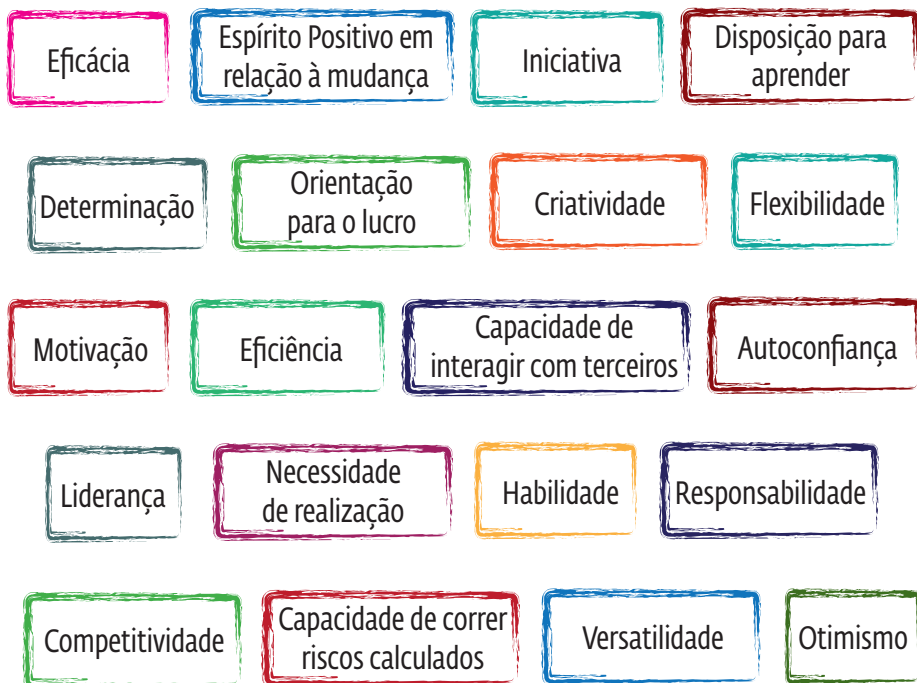 Eficácia
Espírito Positivo em
relação à mudança
Iniciativa
Disposição para
aprender
Determinação
Orientação
para o lucro
Criatividade
Flexibilidade
Motivação
Eficiência
Capacidade de
interagir com terceiros
Autoconfiança
Liderança
Necessidade
de realização
Habilidade
Responsabilidade
Competitividade
Capacidade de correr
riscos calculados
Versatilidade
Otimismo